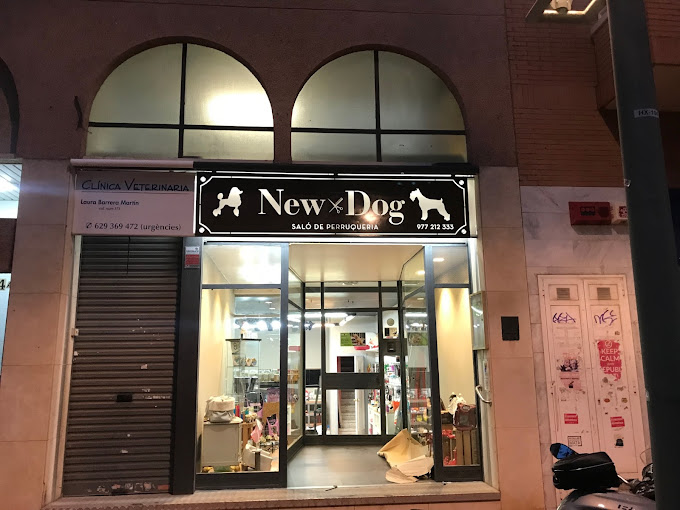 CLÍNICA VETERINARIA
Laura Barrera Martín
629 369 472 (urgències)
New Dog
SALÓ DE PERRUQUERIA
977 212 333
KEEP
CALM
REPUB